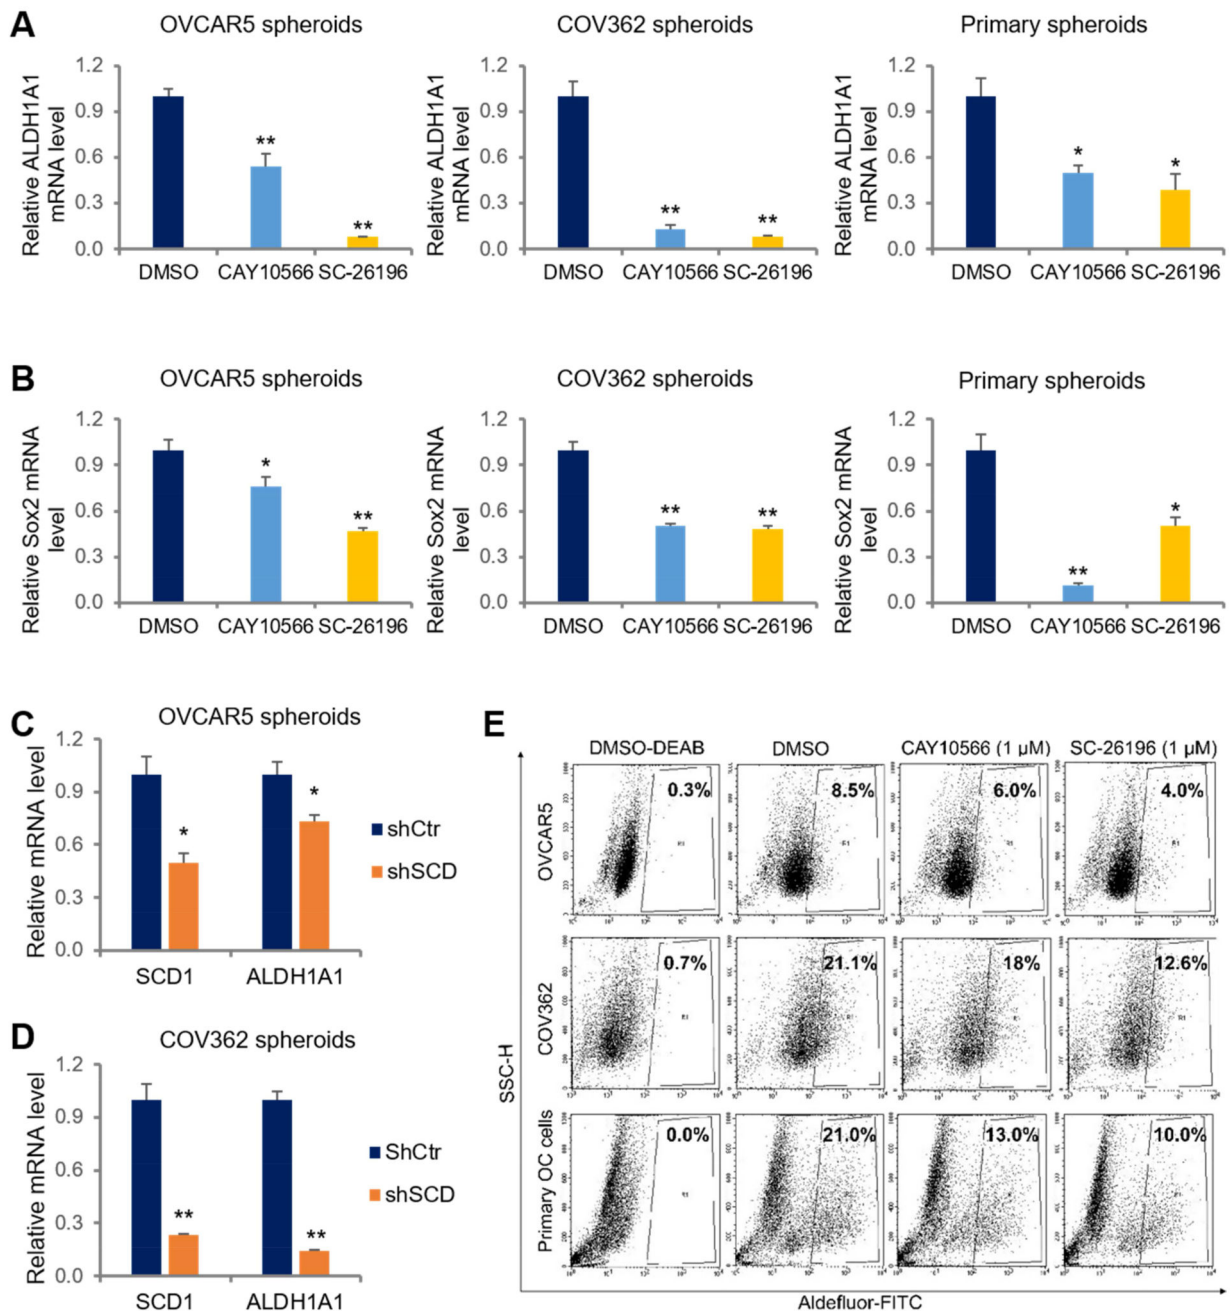 A
OVCAR5 spheroids
COV362 spheroids
Primary spheroids
Relative ALDH1A1
mRNA level
1.2
0.9
0.6
0.3
0.0
**
**
DMSO CAY10566 SC-26196
Relative ALDH1A1
mRNA level
1.2
0.9
0.6
0.3
0.0
**
**
DMSO CAY10566 SC-26196
Relative ALDH1A1
mRNA level
1.2
0.9
0.6
0.3
0.0
*
*
DMSO CAY10566 SC-26196
B
OVCAR5 spheroids
COV362 spheroids
Primary spheroids
Relative Sox2 mRNA
level
1.2
0.9
0.6
0.3
0.0
*
**
DMSO CAY10566 SC-26196
Relative Sox2 mRNA
level
1.2
0.9
0.6
0.3
0.0
**
**
DMSO CAY10566 SC-26196
Relative Sox2 mRNA
level
1.2
0.9
0.6
0.3
0.0
**
*
DMSO CAY10566 SC-26196
C
OVCAR5 spheroids
Relative mRNA level
1.2
0.9
0.6
0.3
0.0
*
*
shCtr
shSCD
SCD1 ALDH1A1
D
COV362 spheroids
Relative mRNA level
1.2
0.9
0.6
0.3
0.0
**
**
ShCtr
shSCD
SCD1 ALDH1A1
E
DMSO-DEAB DMSO CAY10566 (1 µM) SC-26196 (1 µM)
OVCAR5
0.3% 8.5% 6.0% 4.0%
COV362
0.7% 21.1% 18% 12.6%
Primary OC cells
0.0% 21.0% 13.0% 10.0%
SSC-H
Aldefluor-FITC